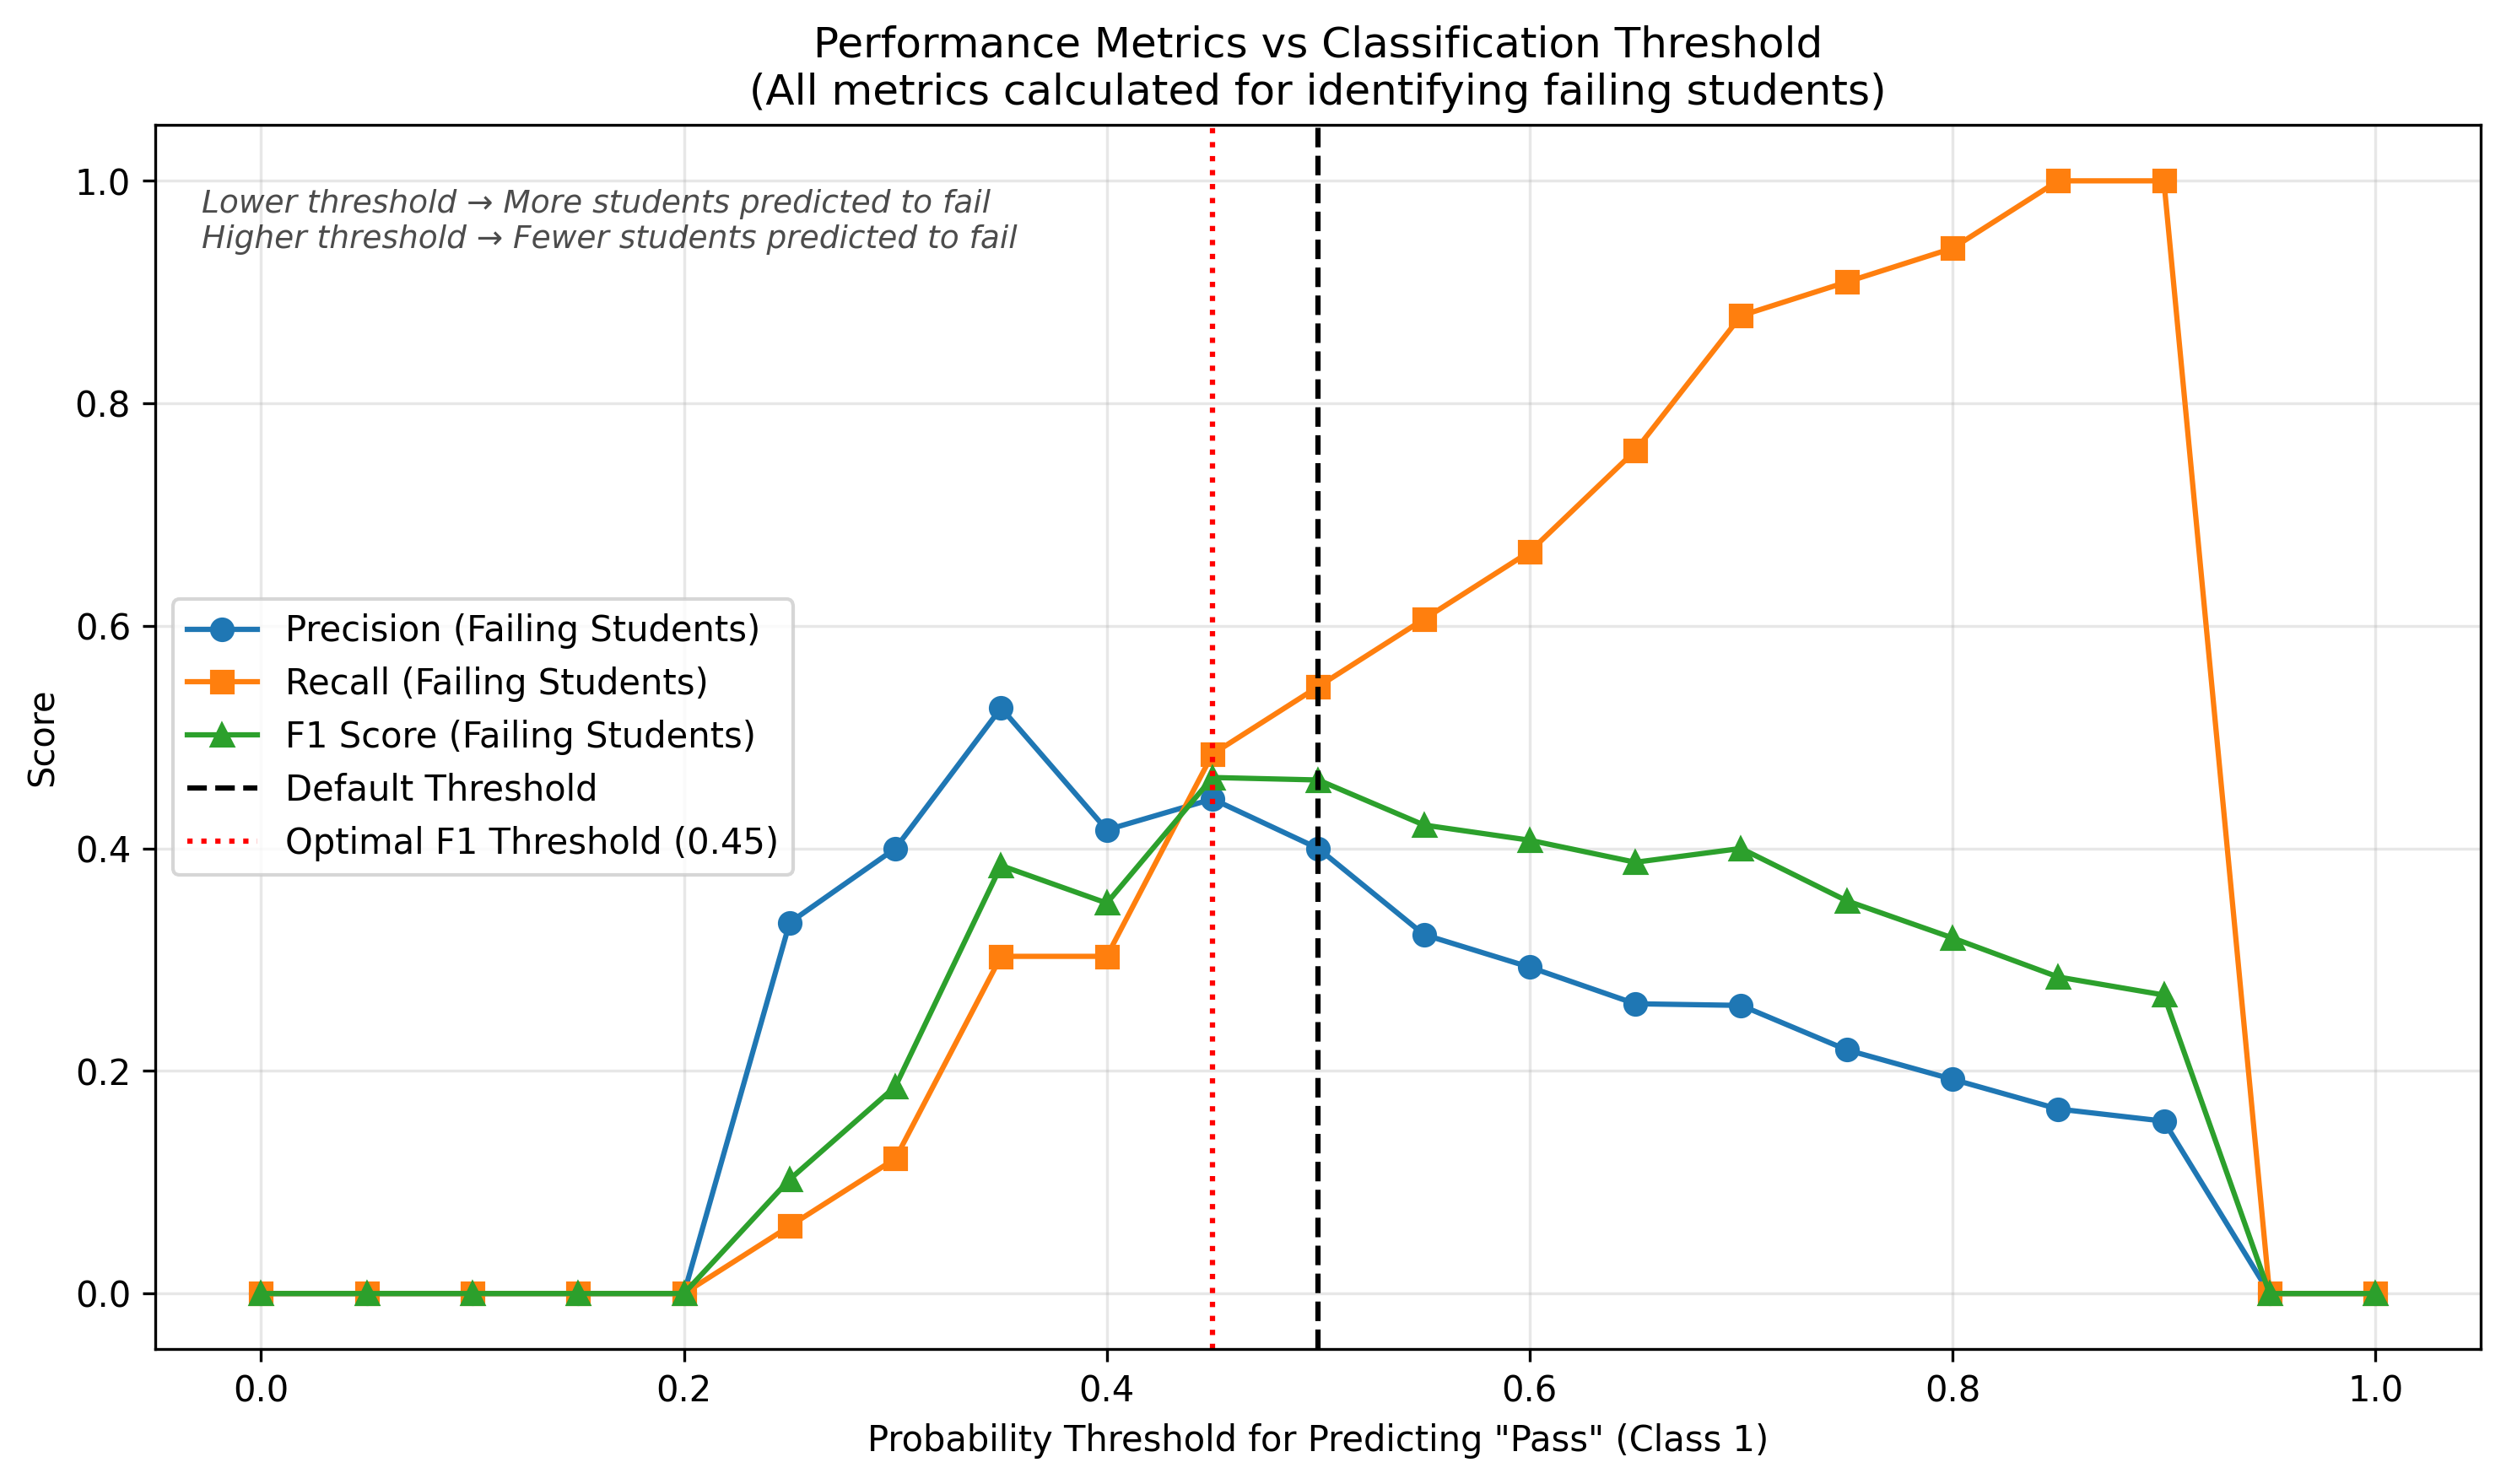 Performance Metrics vs Classification Threshold
(All metrics calculated for identifying failing students)
Lower threshold → More students predicted to fail
Higher threshold → Fewer students predicted to fail
Precision (Failing Students)
Recall (Failing Students)
F1 Score (Failing Students)
Default Threshold
Optimal F1 Threshold (0.45)
Score
1.0
0.8
0.6
0.4
0.2
0.0
0.0 0.2 0.4 0.6 0.8 1.0
Probability Threshold for Predicting "Pass" (Class 1)